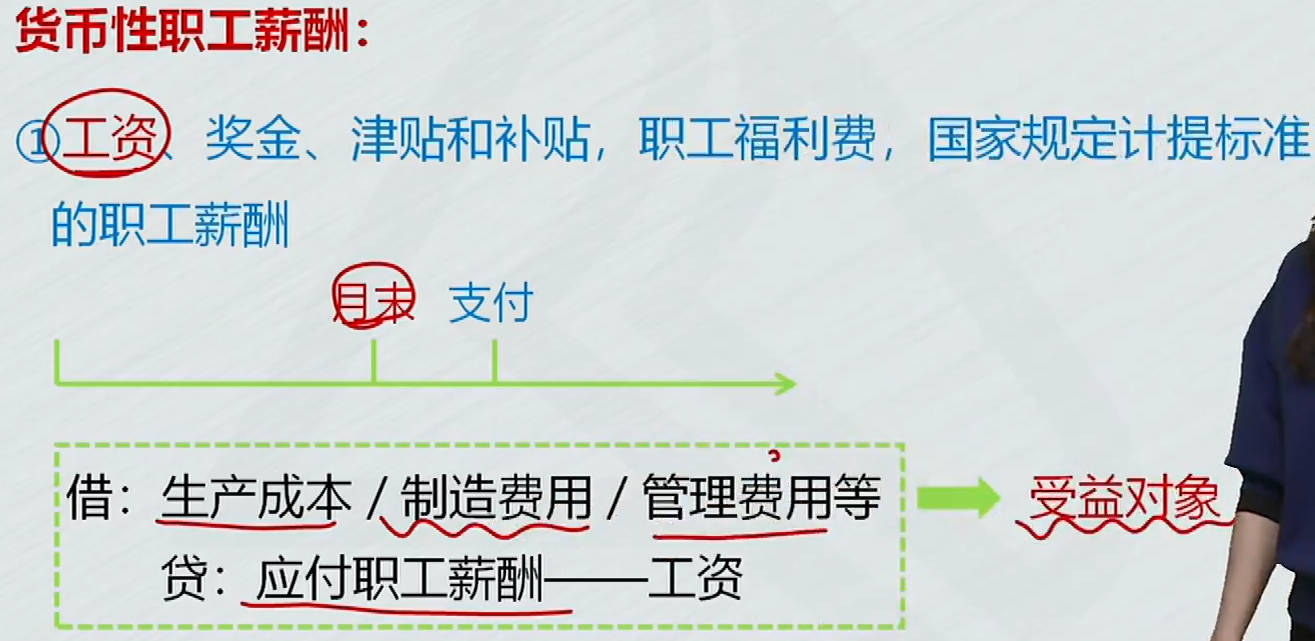 货币性职工薪酬：
①工资、奖金、津贴和补贴，职工福利费，国家规定计提标准
的职工薪酬
月末 支付
借：生产成本 / 制造费用 / 管理费用等 受益对象
贷：应付职工薪酬——工资